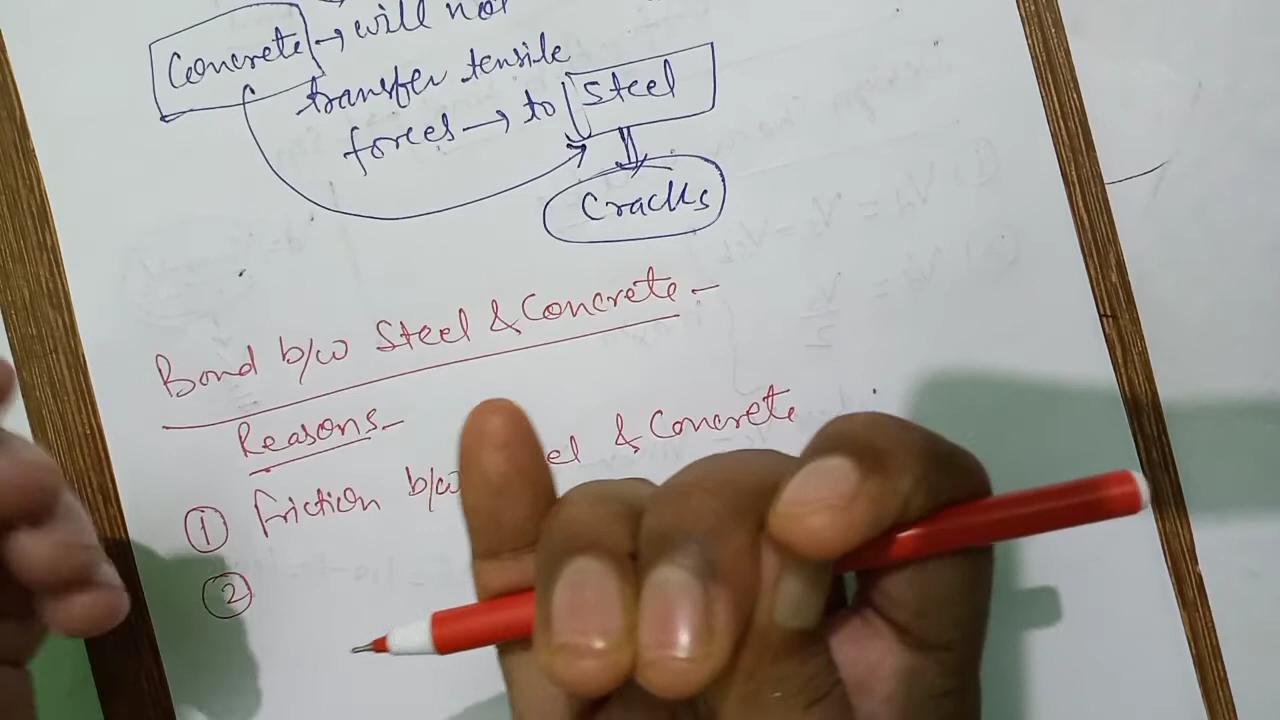 Concrete → will not
transfer tensile
forces → to Steel
Cracks
Bond b/w Steel & Concrete -
Reasons -
① Friction b/w el & Concrete
②